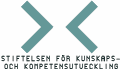 STIFTELSEN FÖR KUNSKAPS-
OCH KOMPETENSUTVECKLING